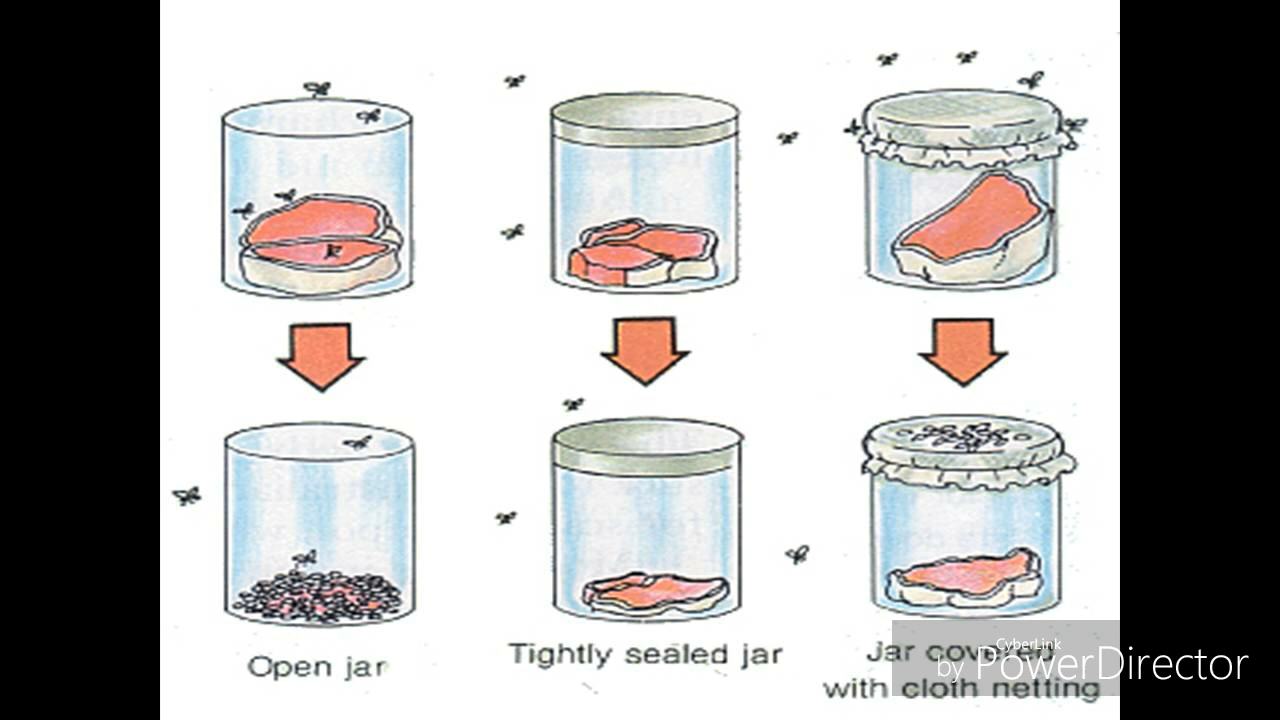 Open jar
Tightly sealed jar
Jar covered
with cloth netting
CyberLink
by PowerDirector